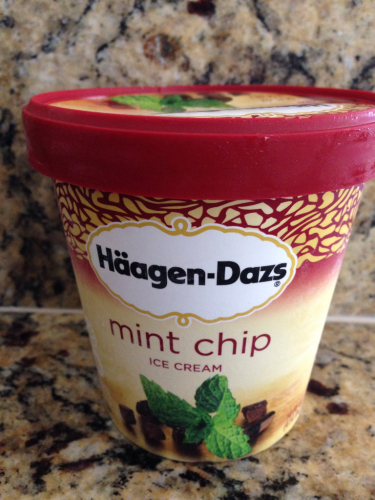 Häagen-Dazs®
mint chip
ICE CREAM